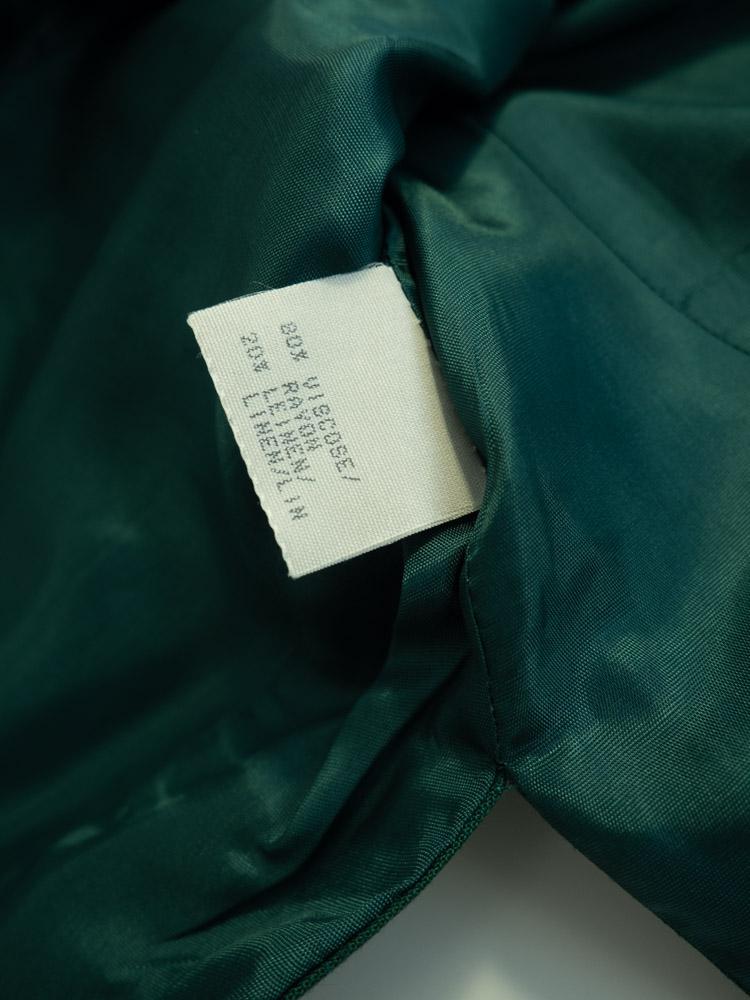 80% VISCOSE/
RAYON
20% LEINEN/
LINEN/LIN